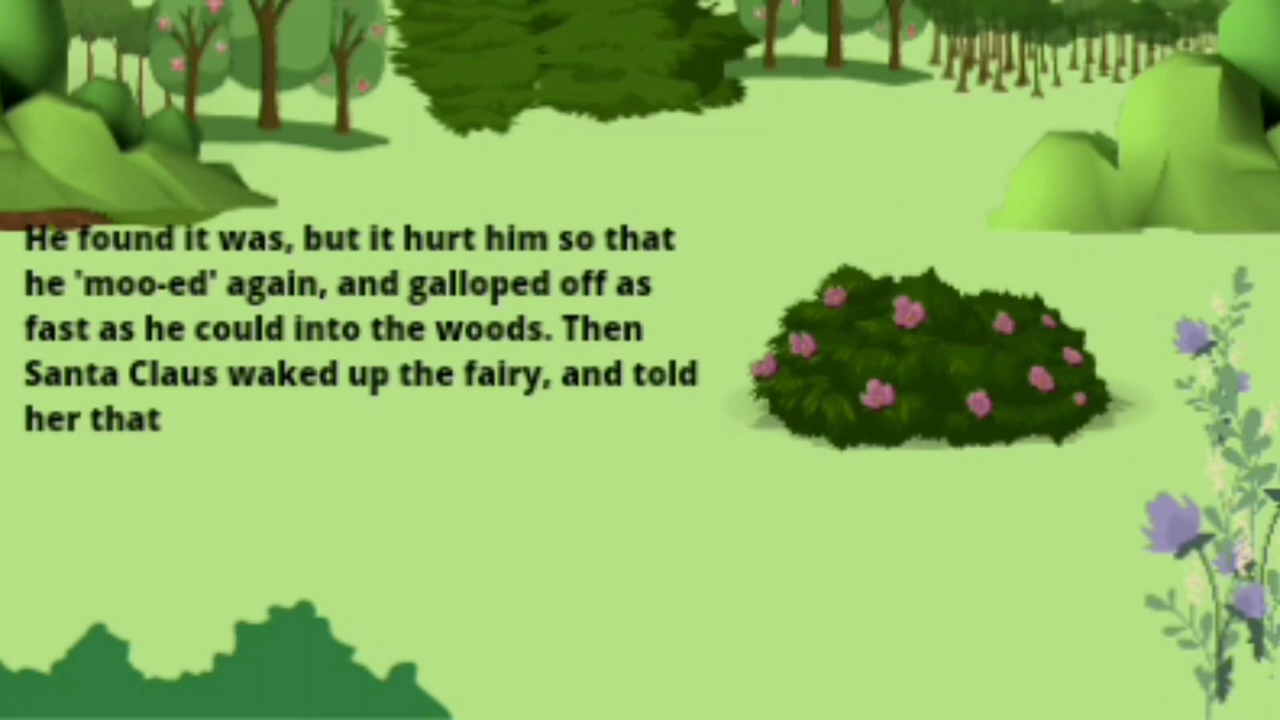 He found it was, but it hurt him so that
he 'moo-ed' again, and galloped off as
fast as he could into the woods. Then
Santa Claus waked up the fairy, and told
her that